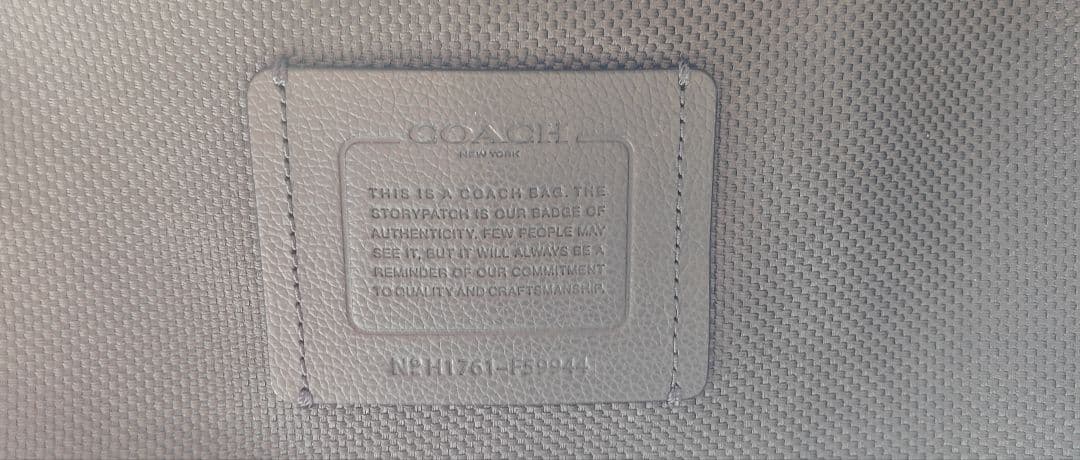 COACH
NEW YORK
THIS IS A COACH BAG. THE
STORYPATCH IS OUR BADGE OF
AUTHENTICITY. FEW PEOPLE MAY
SEE IT, BUT IT WILL ALWAYS BE A
REMINDER OF OUR COMMITMENT
TO QUALITY AND CRAFTSMANSHIP.
Nº H1761-F59944